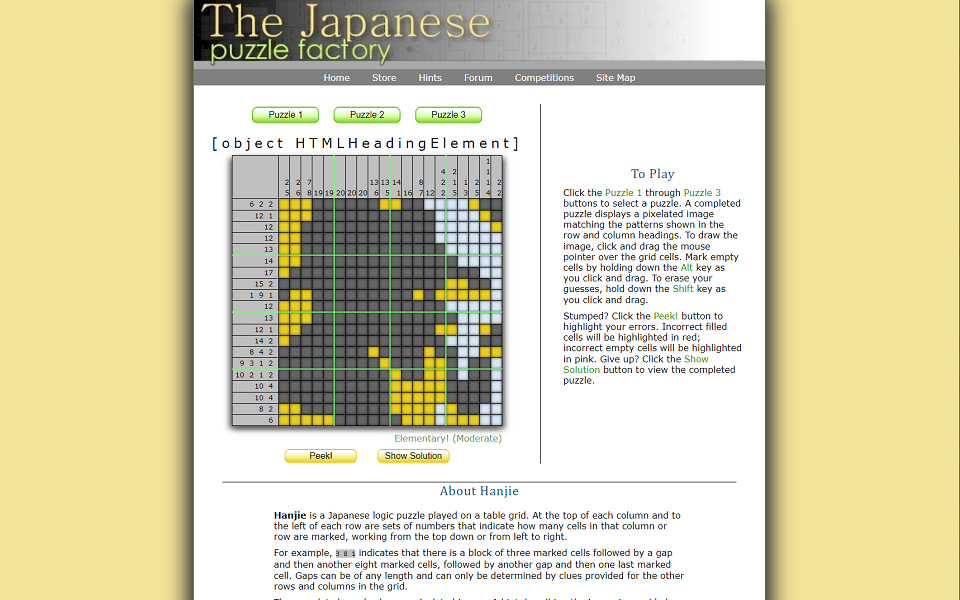 The Japanese
puzzle factory
Home Store Hints Forum Competitions Site Map
Puzzle 1 Puzzle 2 Puzzle 3
[object HTMLHeadingElement]
1
1
4 2 1
2 2 7 13 13 14 8 2 1 1 1 2
5 6 8 19 19 20 20 20 6 5 1 16 7 12 2 5 3 4 2
6 2 2
12 1
12
12
13
14
17
15 2
1 9 1
12
13
12 1
14 2
8 4 2
9 3 1 2
10 2 1 2
10 4
10 4
8 2
6
Elementary! (Moderate)
Peek! Show Solution
To Play
Click the Puzzle 1 through Puzzle 3
buttons to select a puzzle. A completed
puzzle displays a pixelated image
matching the patterns shown in the
row and column headings. To draw the
image, click and drag the mouse
pointer over the grid cells. Mark empty
cells by holding down the Alt key as
you click and drag. To erase your
guesses, hold down the Shift key as
you click and drag.
Stumped? Click the Peek! button to
highlight your errors. Incorrect filled
cells will be highlighted in red;
incorrect empty cells will be highlighted
in pink. Give up? Click the Show
Solution button to view the completed
puzzle.
About Hanjie
Hanjie is a Japanese logic puzzle played on a table grid. At the top of each column and to
the left of each row are sets of numbers that indicate how many cells in that column or
row are marked, working from the top down or from left to right.
For example, 3 8 1 indicates that there is a block of three marked cells followed by a gap
and then another eight marked cells, followed by another gap and then one last marked
cell. Gaps can be of any length and can only be determined by clues provided for the other
rows and columns in the grid.